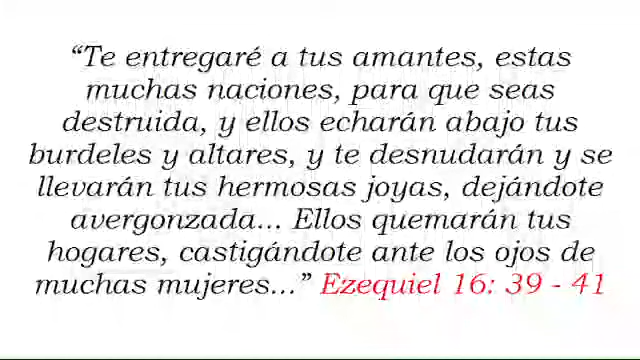 “Te entregaré a tus amantes, estas
muchas naciones, para que seas
destruida, y ellos echarán abajo tus
burdeles y altares, y te desnudarán y se
llevarán tus hermosas joyas, dejándote
avergonzada... Ellos quemarán tus
hogares, castigándote ante los ojos de
muchas mujeres...” Ezequiel 16: 39 - 41